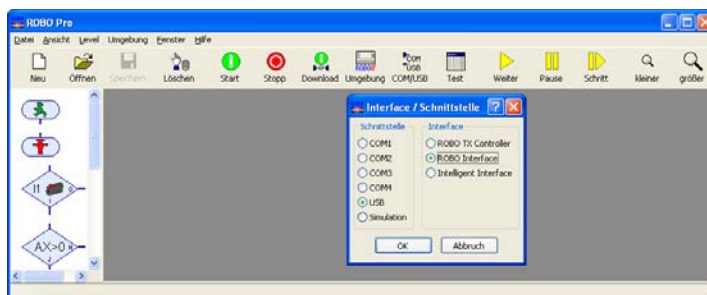 ROBO Pro
Datei Ansicht Level Umgebung Fenster Hilfe
Neu Öffnen Speichern Löschen Start Stopp Download Umgebung COM/USB Test Weiter Pause Schritt kleiner größer
Interface / Schnittstelle
Schnittstelle Interface
COM1 ROBO TX Controller
COM2 ROBO Interface
COM3 Intelligent Interface
COM4
USB
Simulation
OK Abbruch
I1
AX>0